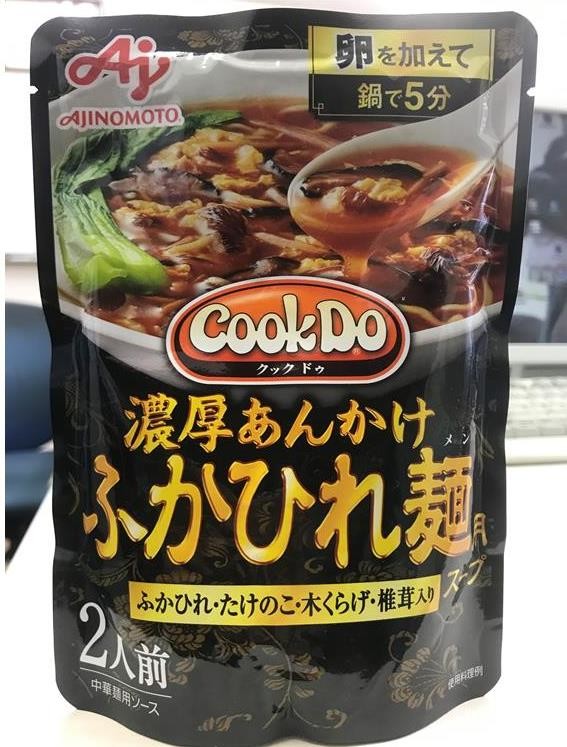 Aj
AJINOMOTO®
卵を加えて
鍋で5分
CookDo®
クックドゥ
濃厚あんかけ
ふかひれ麺用
メン
スープ
ふかひれ・たけのこ・木くらげ・椎茸入り
2人前
中華麺用ソース
使用料理例